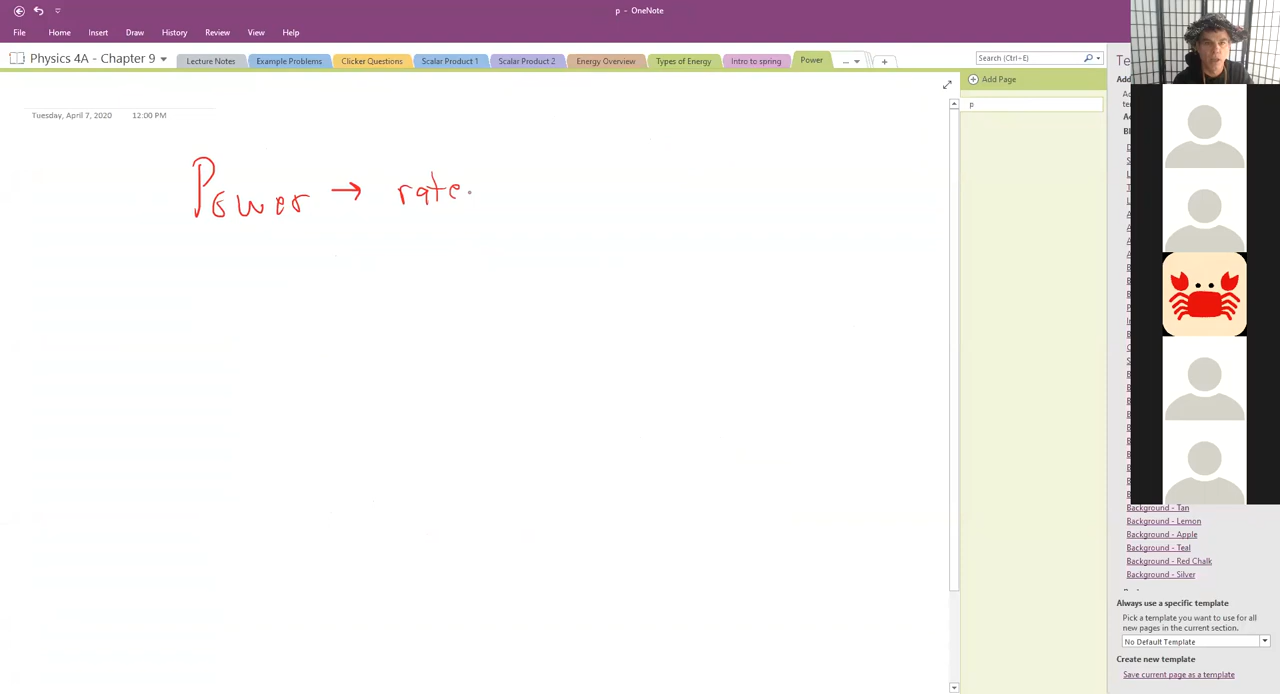 p - OneNote
File Home Insert Draw History Review View Help
Physics 4A - Chapter 9 Lecture Notes Example Problems Clicker Questions Scalar Product 1 Scalar Product 2 Energy Overview Types of Energy Intro to spring Power
Search (Ctrl+E)
Add Page
p
Tuesday, April 7, 2020 12:00 PM
Power → rate
Background - Tan
Background - Lemon
Background - Apple
Background - Teal
Background - Red Chalk
Background - Silver
Always use a specific template
Pick a template you want to use for all
new pages in the current section.
No Default Template
Create new template
Save current page as a template